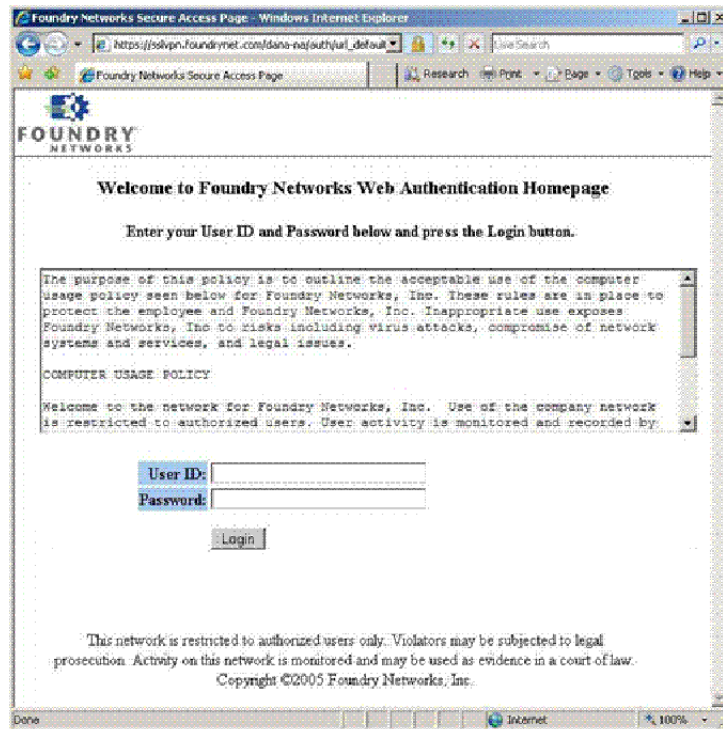 Foundry Networks Secure Access Page - Windows Internet Explorer
https://sslvpn.foundrynet.com/dana-na/auth/url_default
Live Search
Foundry Networks Secure Access Page
Research Print Page Tools Help
FOUNDRY
NETWORKS
Welcome to Foundry Networks Web Authentication Homepage
Enter your User ID and Password below and press the Login button.
The purpose of this policy is to outline the acceptable use of the computer
usage policy seen below for Foundry Networks, Inc. These rules are in place to
protect the employee and Foundry Networks, Inc. Inappropriate use exposes
Foundry Networks, Inc to risks including virus attacks, compromise of network
systems and services, and legal issues.
COMPUTER USAGE POLICY
Welcome to the network for Foundry Networks, Inc. Use of the company network
is restricted to authorized users. User activity is monitored and recorded by
User ID:
Password:
Login
This network is restricted to authorized users only. Violators may be subjected to legal
prosecution. Activity on this network is monitored and may be used as evidence in a court of law.
Copyright ©2005 Foundry Networks, Inc.
Done
Internet
100%